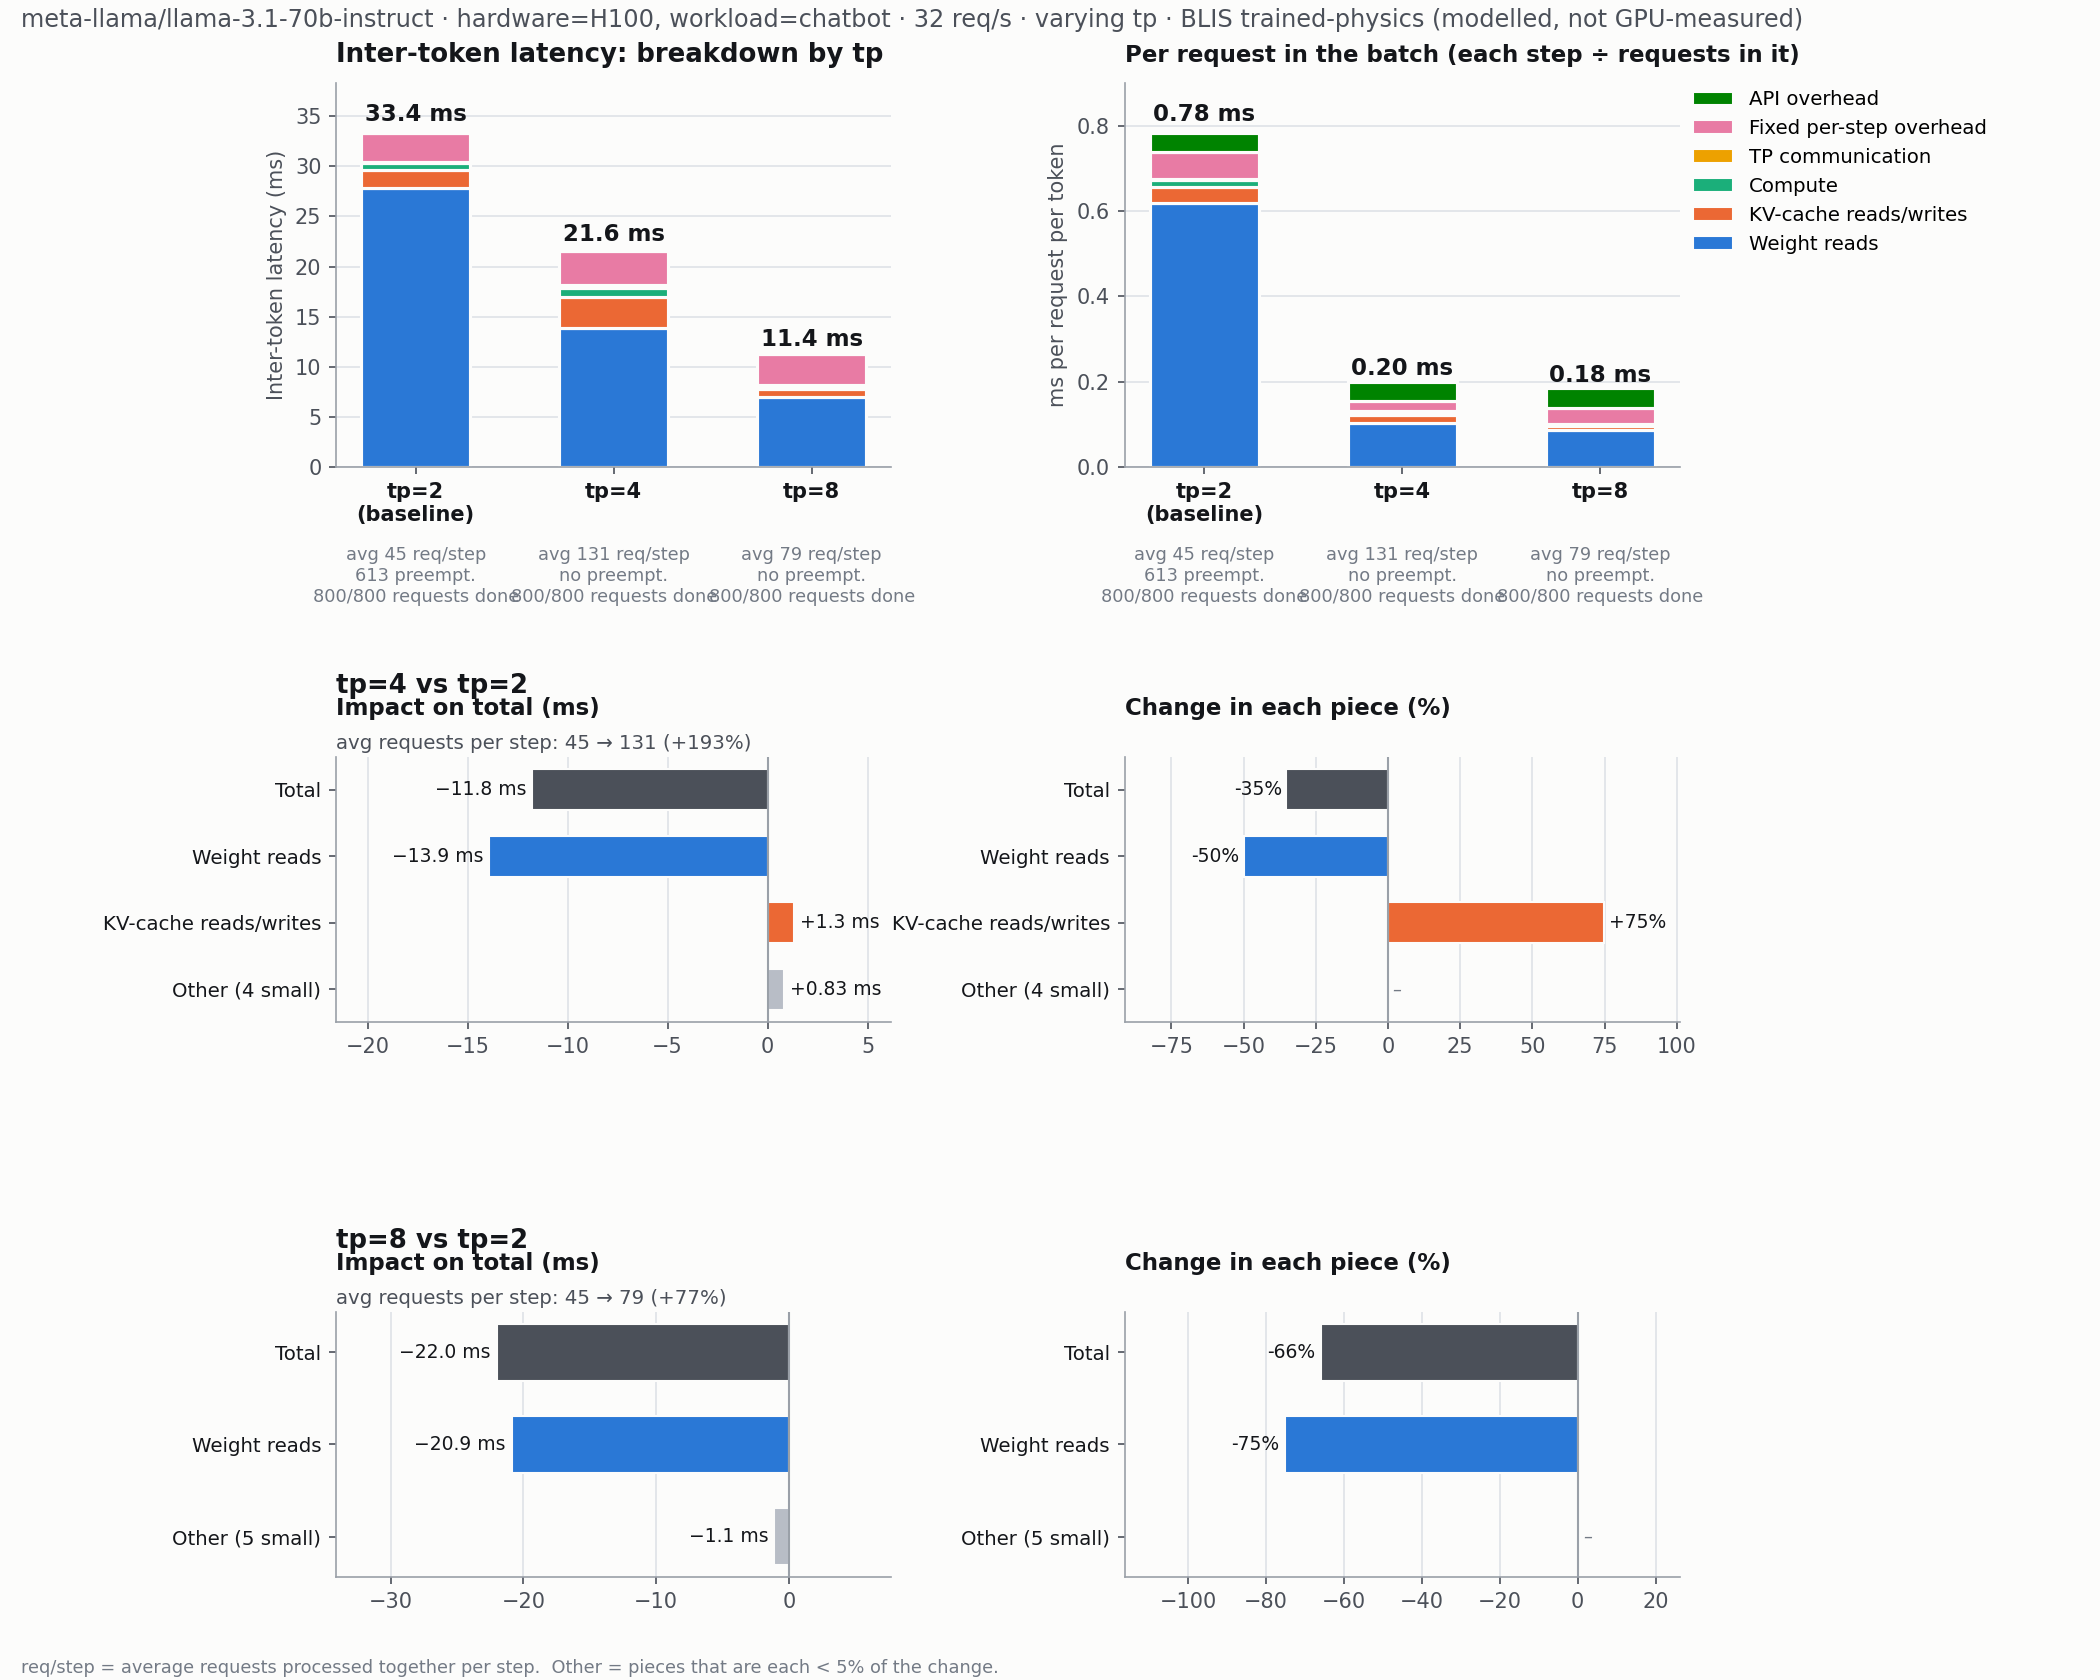 meta-llama/llama-3.1-70b-instruct · hardware=H100, workload=chatbot · 32 req/s · varying tp · BLIS trained-physics (modelled, not GPU-measured)
Inter-token latency: breakdown by tp
Inter-token latency (ms)
35
30
25
20
15
10
5
0
33.4 ms
21.6 ms
11.4 ms
tp=2
(baseline)
tp=4
tp=8
avg 45 req/step
613 preempt.
800/800 requests done
avg 131 req/step
no preempt.
800/800 requests done
avg 79 req/step
no preempt.
800/800 requests done
Per request in the batch (each step ÷ requests in it)
ms per request per token
0.8
0.6
0.4
0.2
0.0
0.78 ms
0.20 ms
0.18 ms
tp=2
(baseline)
tp=4
tp=8
avg 45 req/step
613 preempt.
800/800 requests done
avg 131 req/step
no preempt.
800/800 requests done
avg 79 req/step
no preempt.
800/800 requests done
API overhead
Fixed per-step overhead
TP communication
Compute
KV-cache reads/writes
Weight reads
tp=4 vs tp=2
Impact on total (ms)
avg requests per step: 45 → 131 (+193%)
Total
−11.8 ms
Weight reads
−13.9 ms
KV-cache reads/writes
+1.3 ms
Other (4 small)
+0.83 ms
−20
−15
−10
−5
0
5
Change in each piece (%)
Total
-35%
Weight reads
-50%
KV-cache reads/writes
+75%
Other (4 small)
–
−75
−50
−25
0
25
50
75
100
tp=8 vs tp=2
Impact on total (ms)
avg requests per step: 45 → 79 (+77%)
Total
−22.0 ms
Weight reads
−20.9 ms
Other (5 small)
−1.1 ms
−30
−20
−10
0
Change in each piece (%)
Total
-66%
Weight reads
-75%
Other (5 small)
–
−100
−80
−60
−40
−20
0
20
req/step = average requests processed together per step.  Other = pieces that are each < 5% of the change.